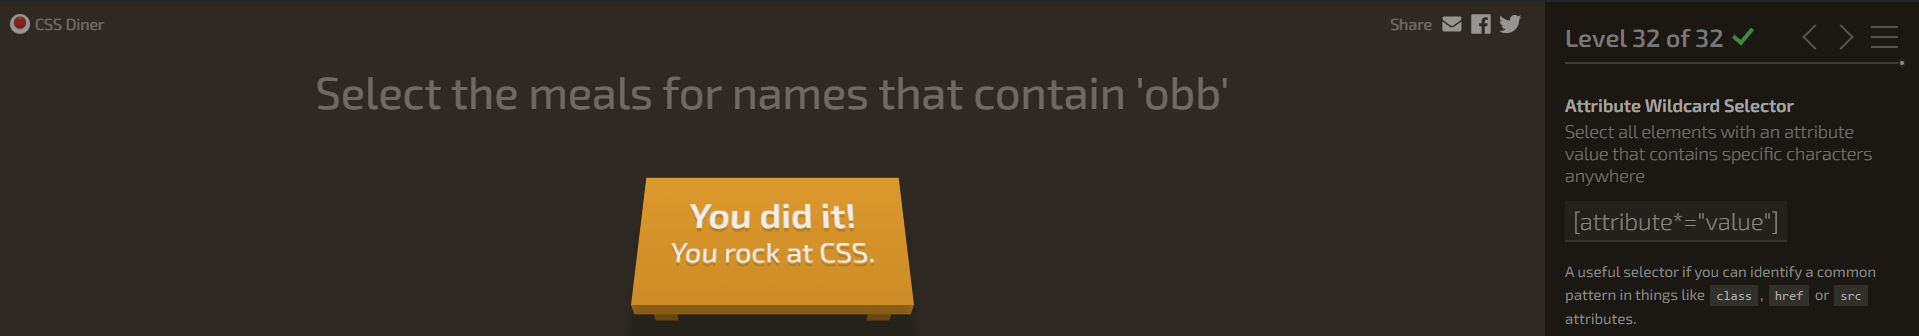 CSS Diner
Share
Select the meals for names that contain 'obb'
You did it!
You rock at CSS.
Level 32 of 32
Attribute Wildcard Selector
Select all elements with an attribute
value that contains specific characters
anywhere
[attribute*="value"]
A useful selector if you can identify a common
pattern in things like class, href or src
attributes.